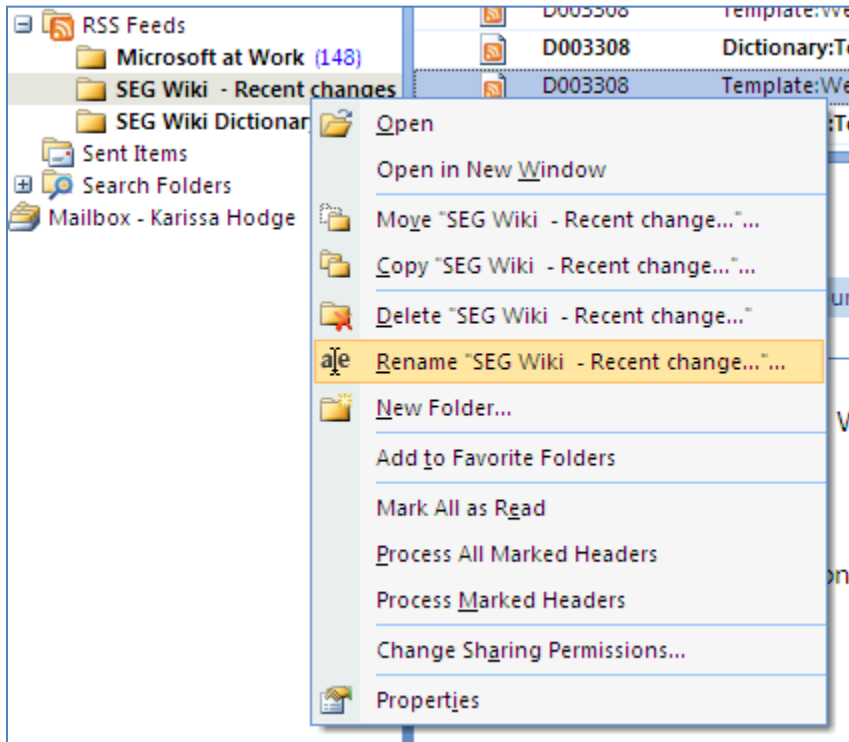 RSS Feeds
Microsoft at Work (148)
SEG Wiki  - Recent changes
SEG Wiki Dictionar
Sent Items
Search Folders
Mailbox - Karissa Hodge
D003308
D003308 Dictionary:T
D003308
Open
Open in New Window
Move "SEG Wiki  - Recent change..."...
Copy "SEG Wiki  - Recent change..."...
Delete "SEG Wiki  - Recent change..."
Rename "SEG Wiki  - Recent change..."...
New Folder...
Add to Favorite Folders
Mark All as Read
Process All Marked Headers
Process Marked Headers
Change Sharing Permissions...
Properties